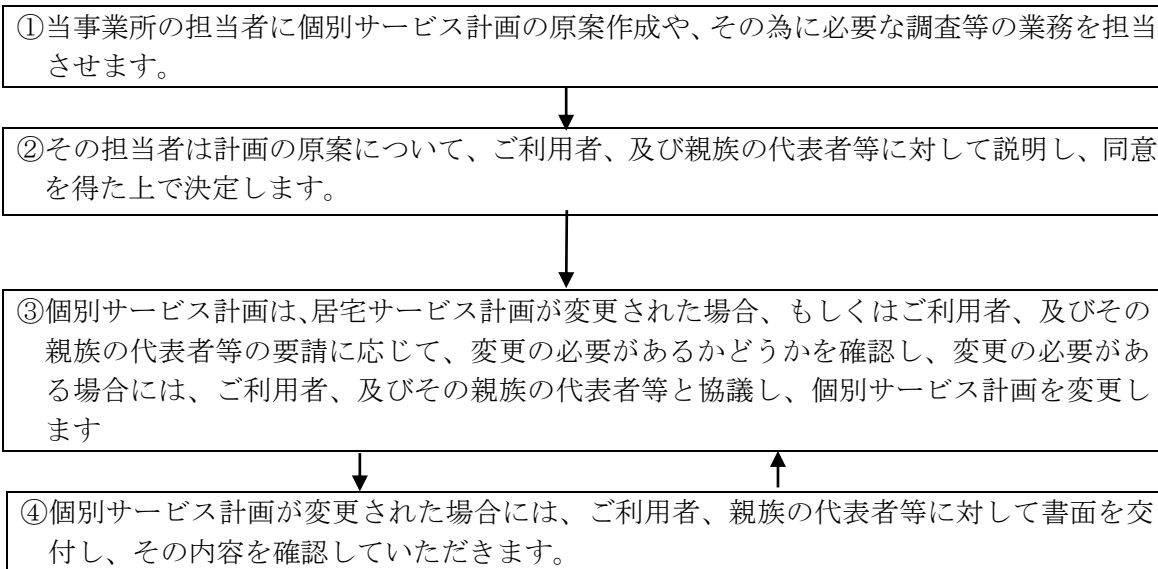 ①当事業所の担当者に個別サービス計画の原案作成や、その為に必要な調査等の業務を担当
させます。
②その担当者は計画の原案について、ご利用者、及び親族の代表者等に対して説明し、同意
を得た上で決定します。
③個別サービス計画は、居宅サービス計画が変更された場合、もしくはご利用者、及びその
親族の代表者等の要請に応じて、変更の必要があるかどうかを確認し、変更の必要があ
る場合には、ご利用者、及びその親族の代表者等と協議し、個別サービス計画を変更し
ます
④個別サービス計画が変更された場合には、ご利用者、親族の代表者等に対して書面を交
付し、その内容を確認していただきます。